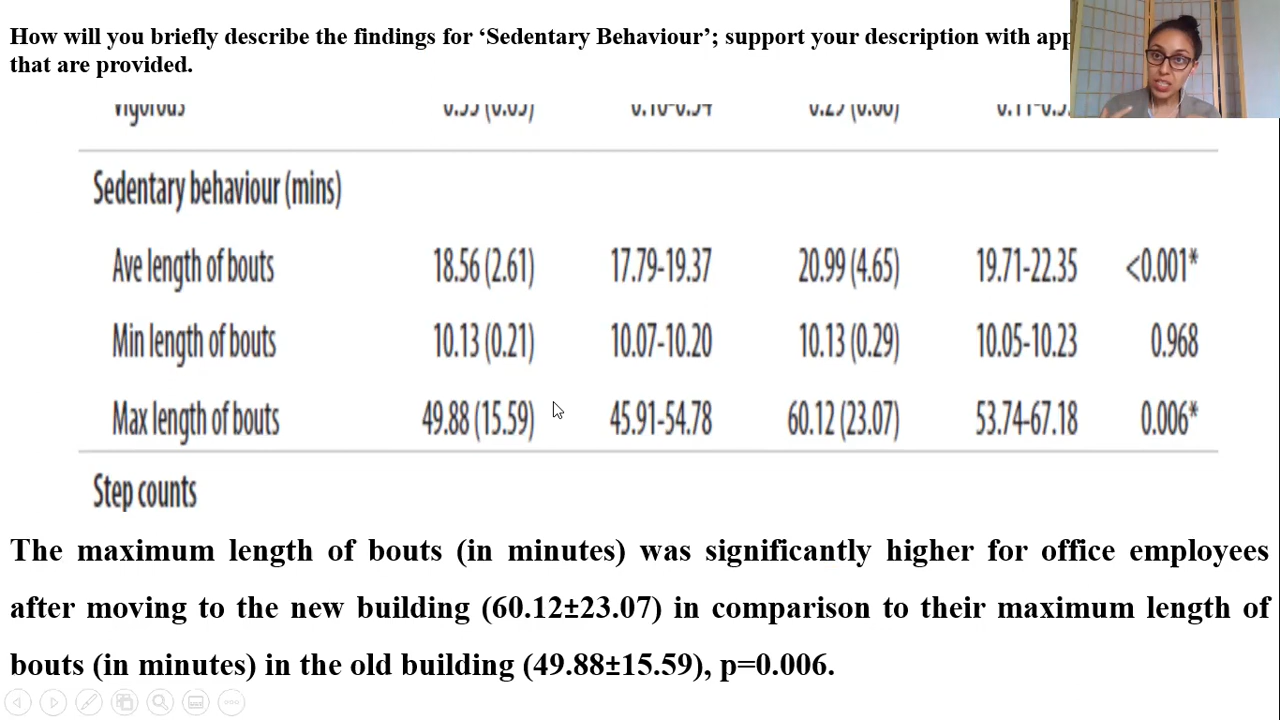 How will you briefly describe the findings for ‘Sedentary Behaviour’; support your description with
that are provided.
Vigorous
Sedentary behaviour (mins)
Ave length of bouts 18.56 (2.61) 17.79-19.37 20.99 (4.65) 19.71-22.35 <0.001*
Min length of bouts 10.13 (0.21) 10.07-10.20 10.13 (0.29) 10.05-10.23 0.968
Max length of bouts 49.88 (15.59) 45.91-54.78 60.12 (23.07) 53.74-67.18 0.006*
Step counts
The maximum length of bouts (in minutes) was significantly higher for office employees
after moving to the new building (60.12±23.07) in comparison to their maximum length of
bouts (in minutes) in the old building (49.88±15.59), p=0.006.